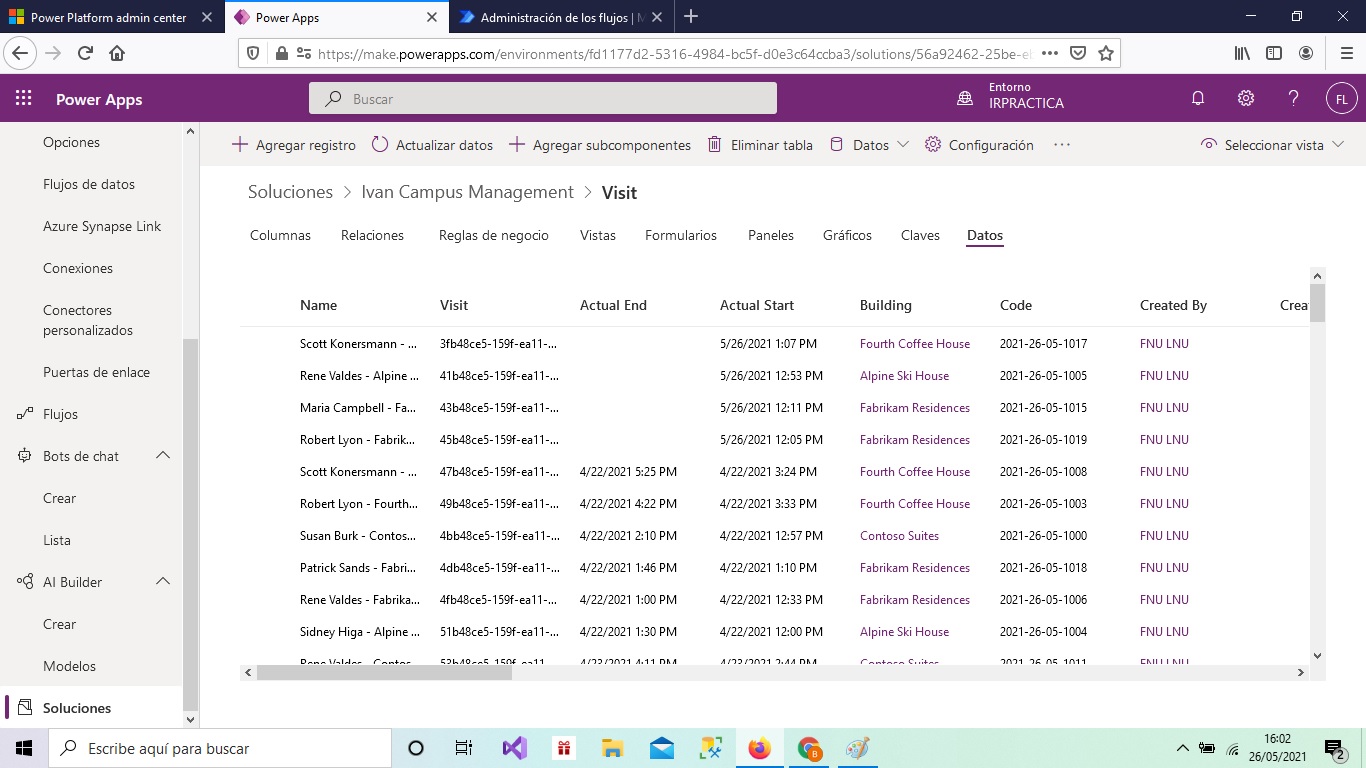 Power Platform admin center
Power Apps
Administración de los flujos | M
https://make.powerapps.com/environments/fd1177d2-5316-4984-bc5f-d0e3c64ccba3/solutions/56a92462-25be-eb
Power Apps
Buscar
Entorno
IRPRACTICA
FL
Opciones
Flujos de datos
Azure Synapse Link
Conexiones
Conectores
personalizados
Puertas de enlace
Flujos
Bots de chat
Crear
Lista
AI Builder
Crear
Modelos
Soluciones
Agregar registro Actualizar datos Agregar subcomponentes Eliminar tabla Datos Configuración ··· Seleccionar vista
Soluciones > Ivan Campus Management > Visit
Columnas Relaciones Reglas de negocio Vistas Formularios Paneles Gráficos Claves Datos
Name Visit Actual End Actual Start Building Code Created By Crea
Scott Konersmann - ... 3fb48ce5-159f-ea11-... 5/26/2021 1:07 PM Fourth Coffee House 2021-26-05-1017 FNU LNU
Rene Valdes - Alpine ... 41b48ce5-159f-ea11-... 5/26/2021 12:53 PM Alpine Ski House 2021-26-05-1005 FNU LNU
Maria Campbell - Fa... 43b48ce5-159f-ea11-... 5/26/2021 12:11 PM Fabrikam Residences 2021-26-05-1015 FNU LNU
Robert Lyon - Fabrik... 45b48ce5-159f-ea11-... 5/26/2021 12:05 PM Fabrikam Residences 2021-26-05-1019 FNU LNU
Scott Konersmann - ... 47b48ce5-159f-ea11-... 4/22/2021 5:25 PM 4/22/2021 3:24 PM Fourth Coffee House 2021-26-05-1008 FNU LNU
Robert Lyon - Fourth... 49b48ce5-159f-ea11-... 4/22/2021 4:22 PM 4/22/2021 3:33 PM Fourth Coffee House 2021-26-05-1003 FNU LNU
Susan Burk - Contos... 4bb48ce5-159f-ea11-... 4/22/2021 2:10 PM 4/22/2021 12:57 PM Contoso Suites 2021-26-05-1000 FNU LNU
Patrick Sands - Fabri... 4db48ce5-159f-ea11-... 4/22/2021 1:46 PM 4/22/2021 1:10 PM Fabrikam Residences 2021-26-05-1018 FNU LNU
Rene Valdes - Fabrika... 4fb48ce5-159f-ea11-... 4/22/2021 1:00 PM 4/22/2021 12:33 PM Fabrikam Residences 2021-26-05-1006 FNU LNU
Sidney Higa - Alpine ... 51b48ce5-159f-ea11-... 4/22/2021 1:30 PM 4/22/2021 12:00 PM Alpine Ski House 2021-26-05-1004 FNU LNU
Rene Valdes - Contos... 53b48ce5-159f-ea11-... 4/23/2021 4:11 PM 4/23/2021 2:44 PM Contoso Suites 2021-26-05-1011 FNU LNU
Escribe aquí para buscar
B
16:02
26/05/2021
2